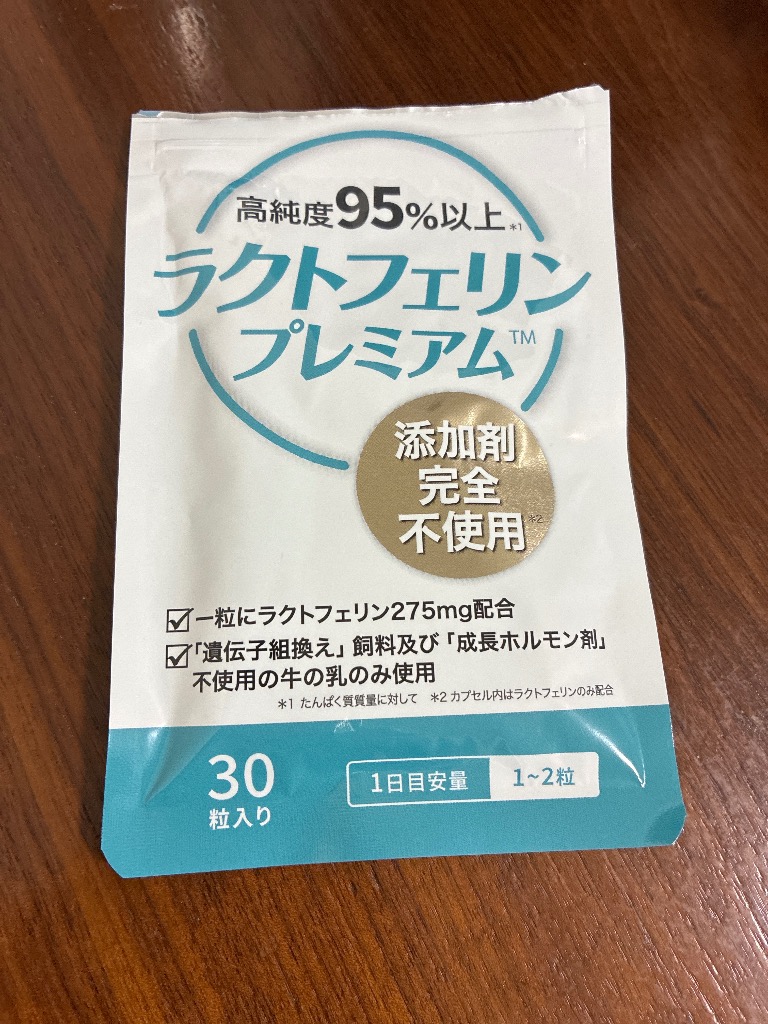 高純度95%以上*1
ラクトフェリン
プレミアム™
添加剤
完全
不使用*2
一粒にラクトフェリン275mg配合
「遺伝子組換え」飼料及び「成長ホルモン剤」
不使用の牛の乳のみ使用
*1 たんぱく質質量に対して *2 カプセル内はラクトフェリンのみ配合
30
粒入り
1日目安量 1~2粒